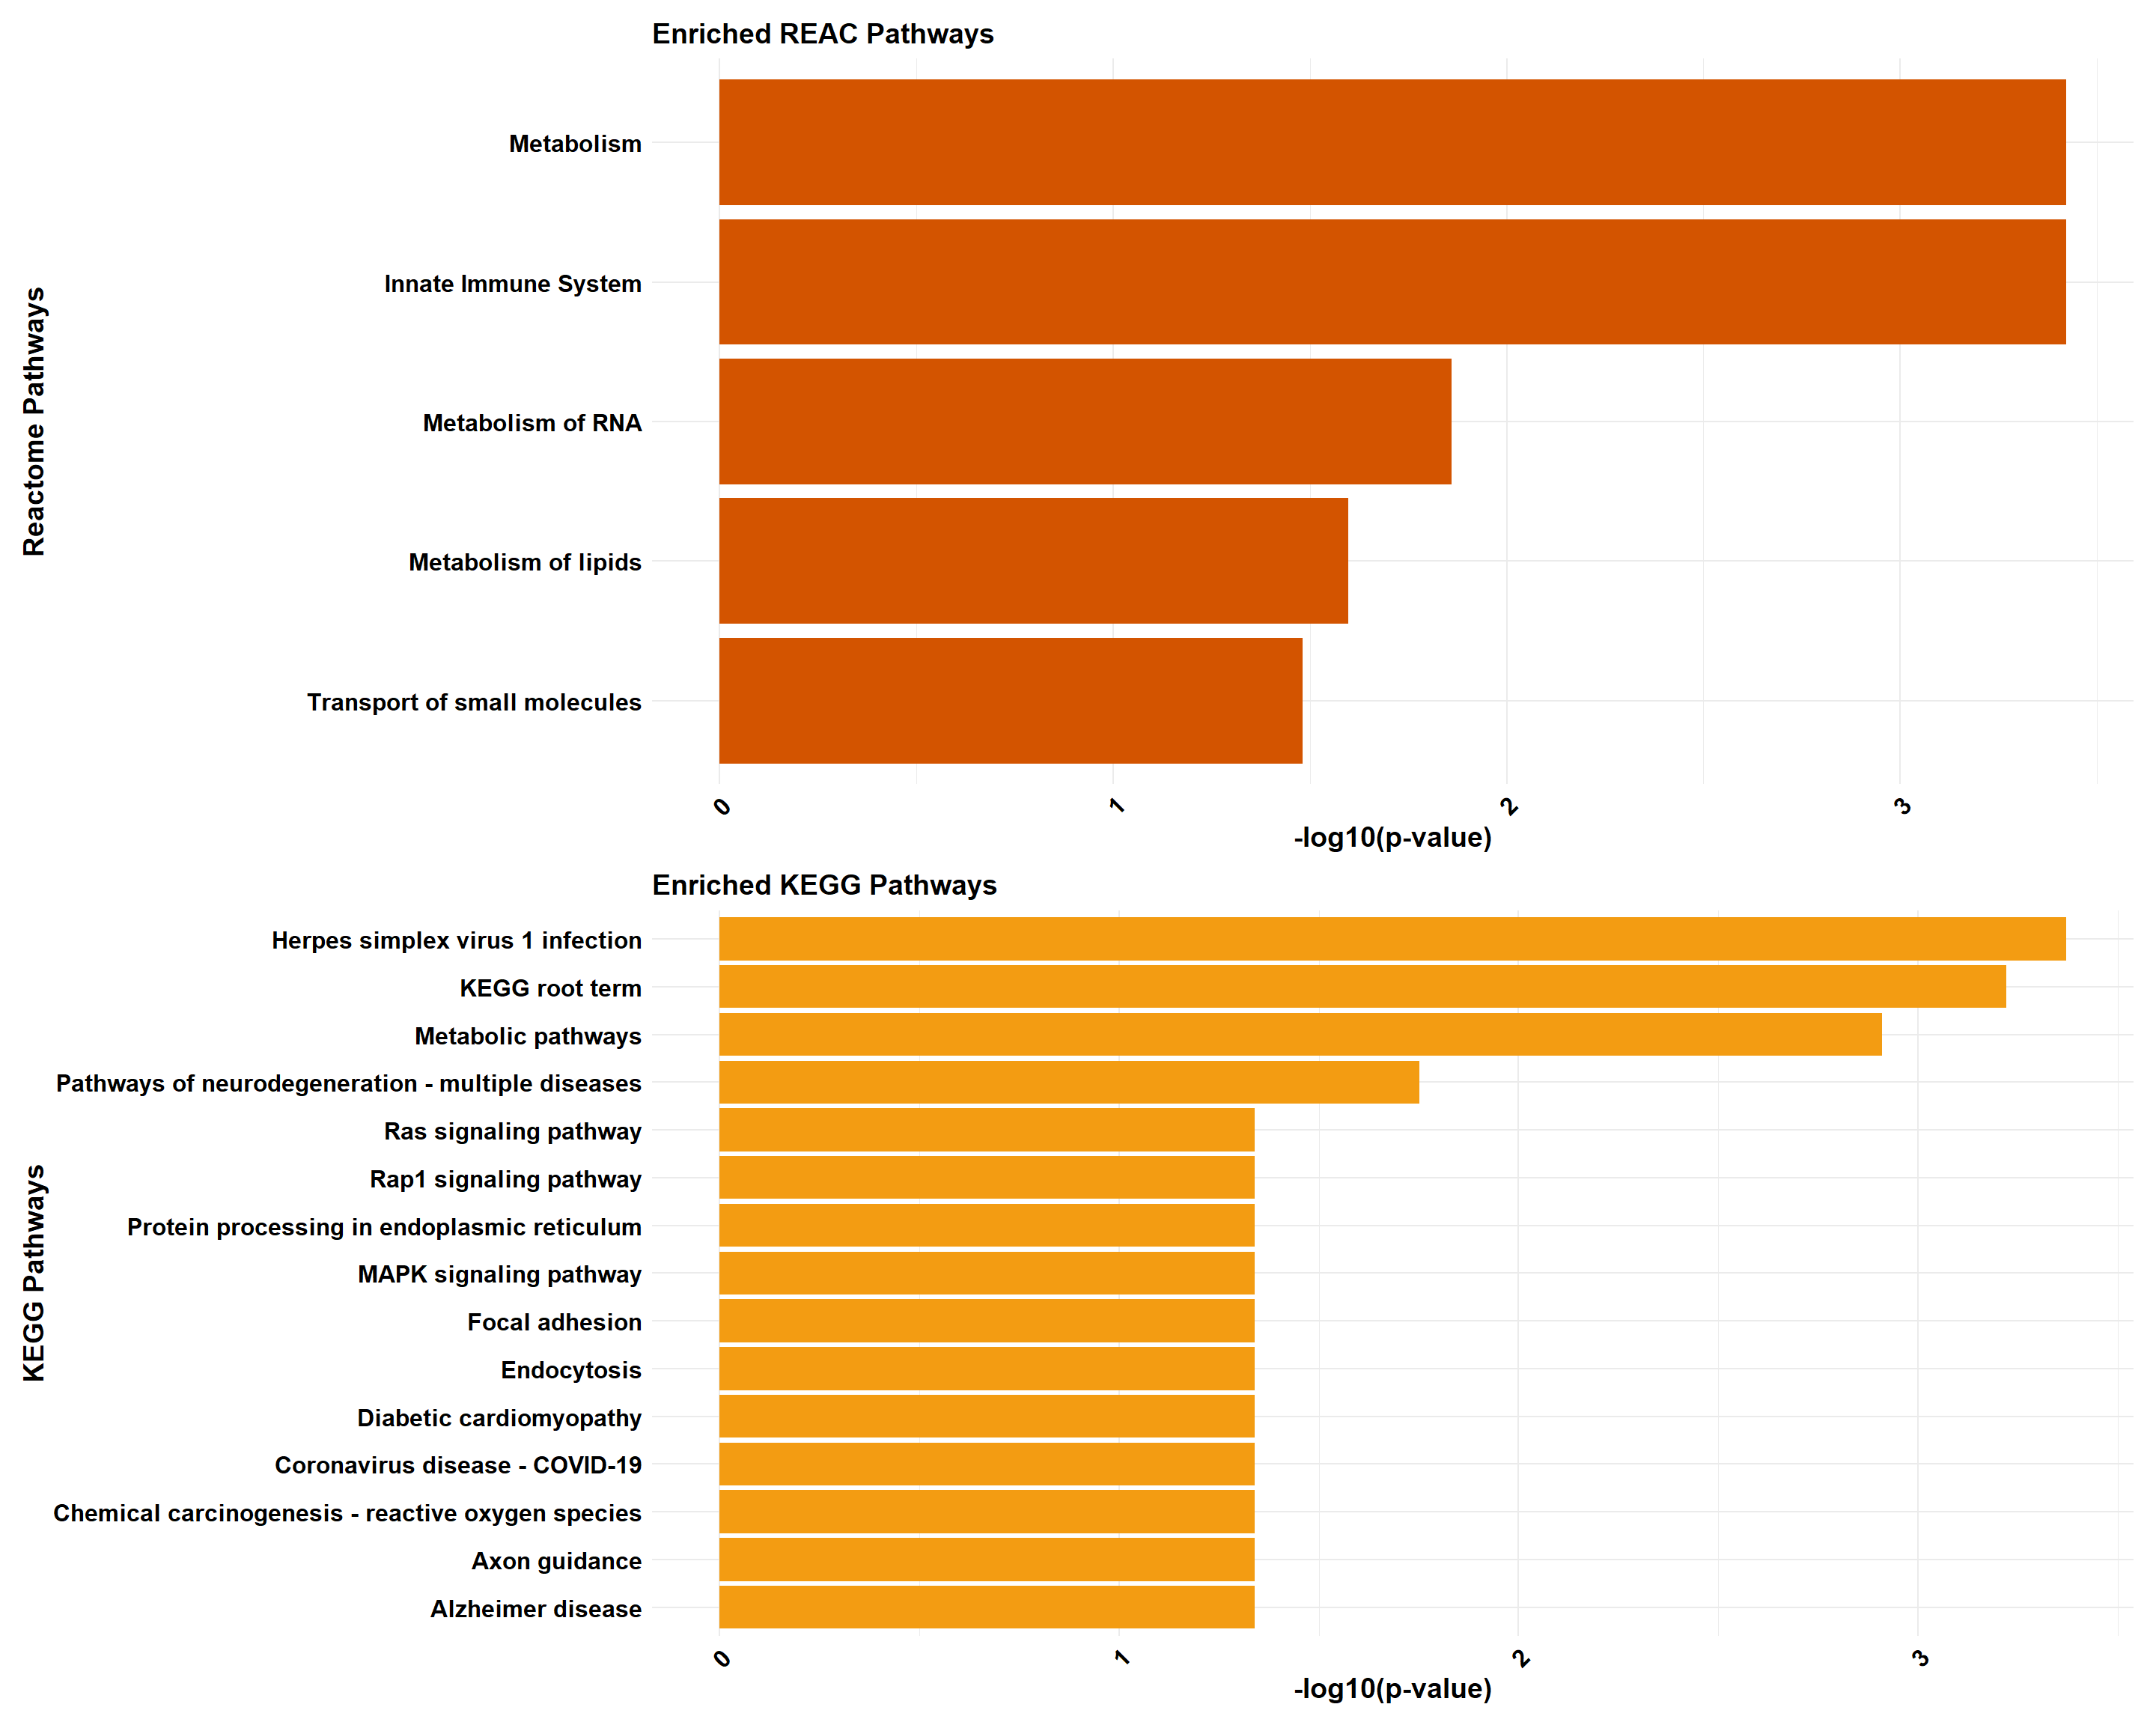 Enriched REAC Pathways
Reactome Pathways
Metabolism
Innate Immune System
Metabolism of RNA
Metabolism of lipids
Transport of small molecules
0 1 2 3
-log10(p-value)
Enriched KEGG Pathways
KEGG Pathways
Herpes simplex virus 1 infection
KEGG root term
Metabolic pathways
Pathways of neurodegeneration - multiple diseases
Ras signaling pathway
Rap1 signaling pathway
Protein processing in endoplasmic reticulum
MAPK signaling pathway
Focal adhesion
Endocytosis
Diabetic cardiomyopathy
Coronavirus disease - COVID-19
Chemical carcinogenesis - reactive oxygen species
Axon guidance
Alzheimer disease
0 1 2 3
-log10(p-value)